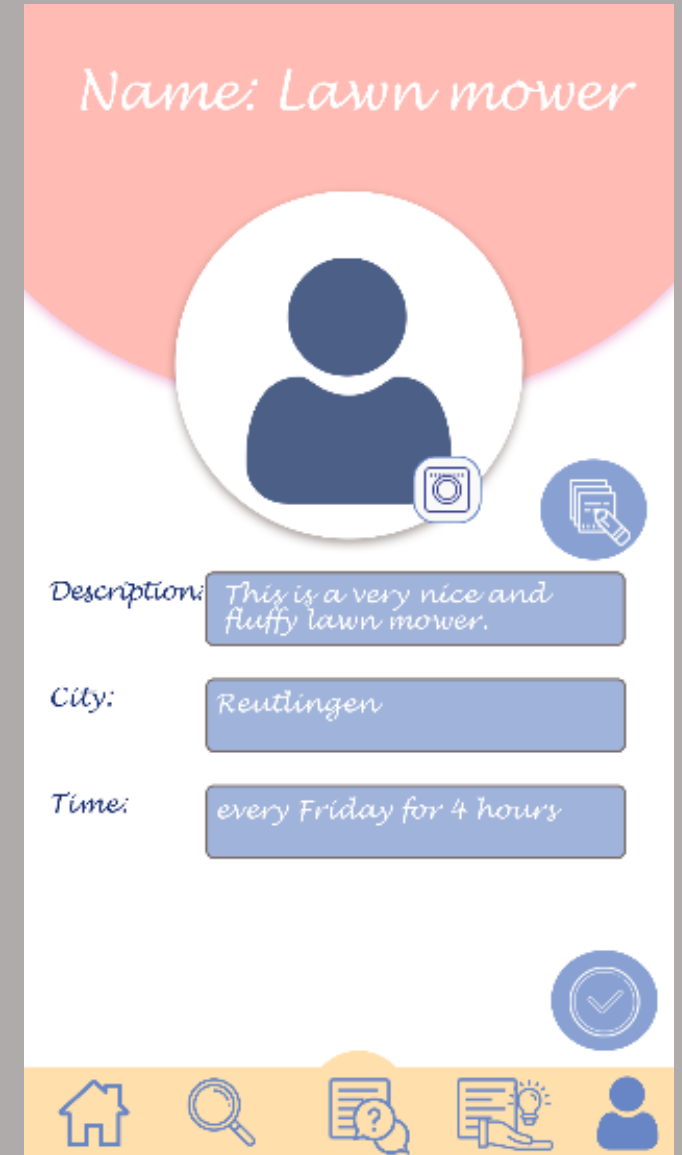 Name: Lawn mower
Description:
This is a very nice and
fluffy lawn mower.
City:
Reutlingen
Time:
every Friday for 4 hours
?